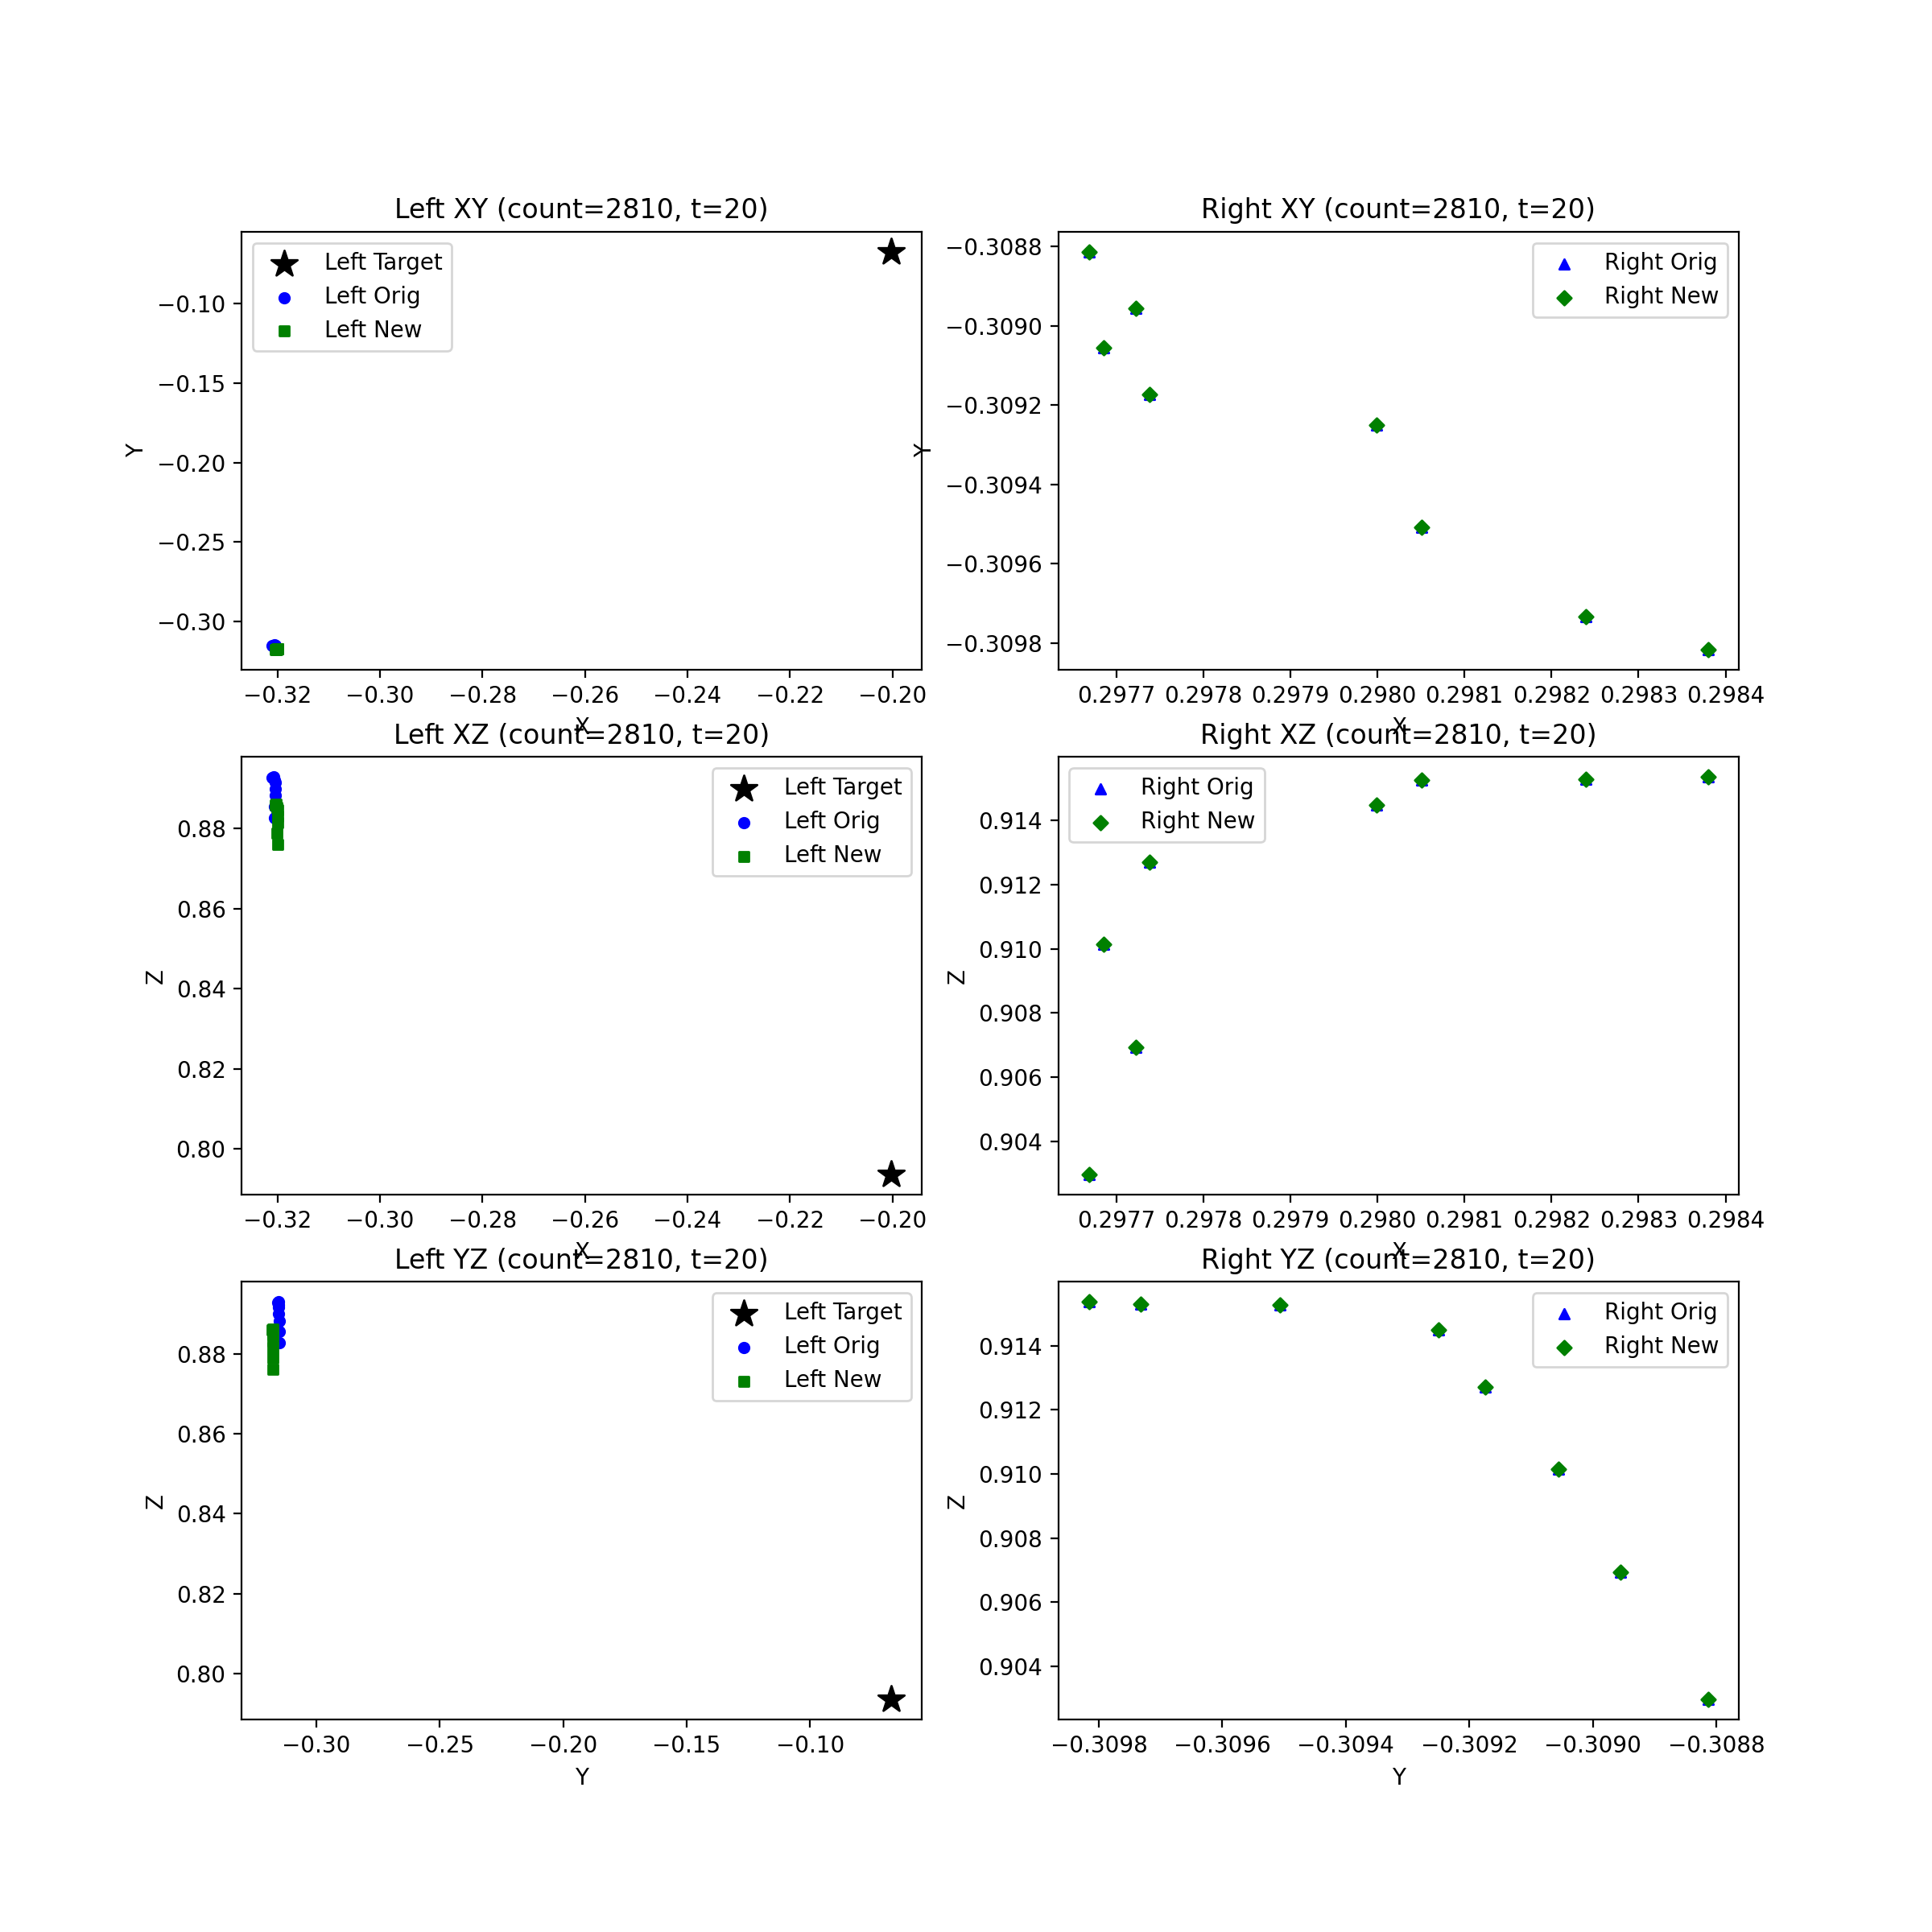 Left XY (count=2810, t=20)
Left Target
Left Orig
Left New
−0.10
−0.15
−0.20
−0.25
−0.30
Y
−0.32 −0.30 −0.28 −0.26 −0.24 −0.22 −0.20
X
Right XY (count=2810, t=20)
Right Orig
Right New
−0.3088
−0.3090
−0.3092
−0.3094
−0.3096
−0.3098
Y
0.2977 0.2978 0.2979 0.2980 0.2981 0.2982 0.2983 0.2984
X
Left XZ (count=2810, t=20)
Left Target
Left Orig
Left New
0.88
0.86
0.84
0.82
0.80
Z
−0.32 −0.30 −0.28 −0.26 −0.24 −0.22 −0.20
X
Right XZ (count=2810, t=20)
Right Orig
Right New
0.914
0.912
0.910
0.908
0.906
0.904
Z
0.2977 0.2978 0.2979 0.2980 0.2981 0.2982 0.2983 0.2984
X
Left YZ (count=2810, t=20)
Left Target
Left Orig
Left New
0.88
0.86
0.84
0.82
0.80
Z
−0.30 −0.25 −0.20 −0.15 −0.10
Y
Right YZ (count=2810, t=20)
Right Orig
Right New
0.914
0.912
0.910
0.908
0.906
0.904
Z
−0.3098 −0.3096 −0.3094 −0.3092 −0.3090 −0.3088
Y